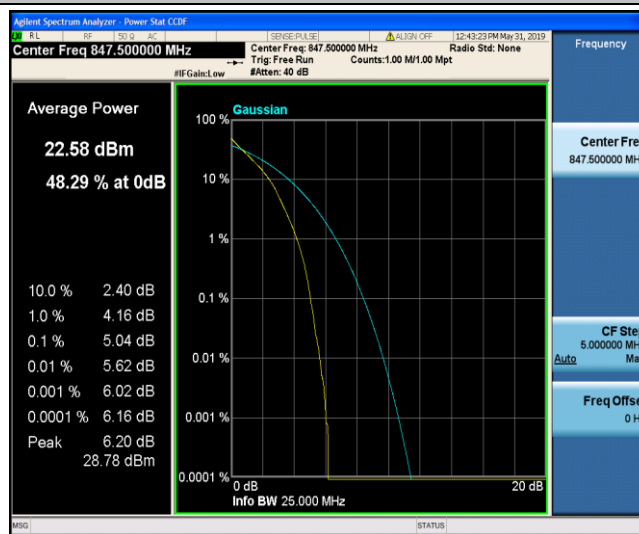 Agilent Spectrum Analyzer - Power Stat CCDF
RL RF 50 Ω AC SENSE:PULSE ALIGN OFF 12:43:23 PM May 31, 2019
Center Freq 847.500000 MHz
Center Freq: 847.500000 MHz Radio Std: None
Trig: Free Run Counts:1.00 M/1.00 Mpt
#IFGain:Low #Atten: 40 dB
Frequency
Average Power
22.58 dBm
48.29 % at 0dB
10.0 % 2.40 dB
1.0 % 4.16 dB
0.1 % 5.04 dB
0.01 % 5.62 dB
0.001 % 6.02 dB
0.0001 % 6.16 dB
Peak 6.20 dB
28.78 dBm
Gaussian
100 %
10 %
1 %
0.1 %
0.01 %
0.001 %
0.0001 %
0 dB 20 dB
Info BW 25.000 MHz
Center Fre
847.500000 MH
CF Ste
5.000000 MH
Auto Ma
Freq Offse
0 H
MSG STATUS